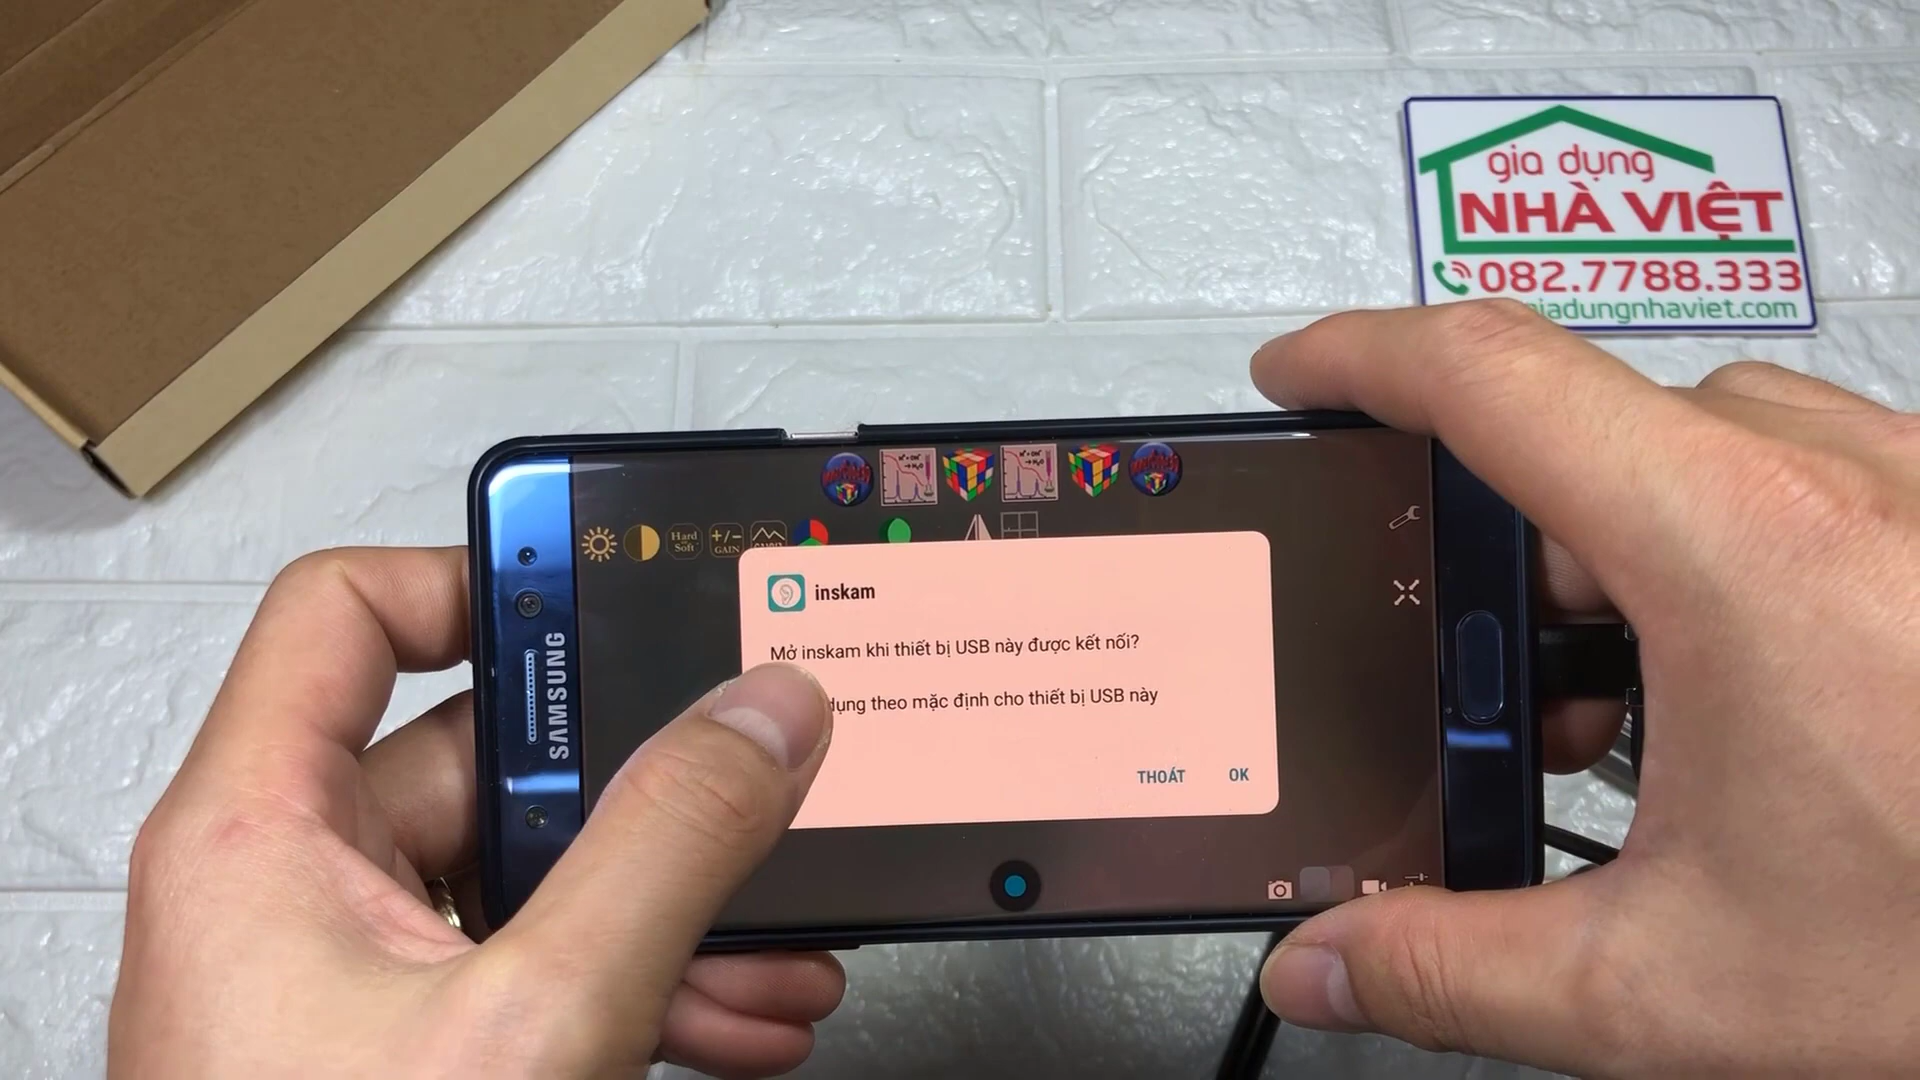 gia dụng
NHÀ VIỆT
082.7788.333
giadungnhaviet.com
SAMSUNG
Hard
Soft
+/-
GAIN
inskam
Mở inskam khi thiết bị USB này được kết nối?
dụng theo mặc định cho thiết bị USB này
THOÁT OK